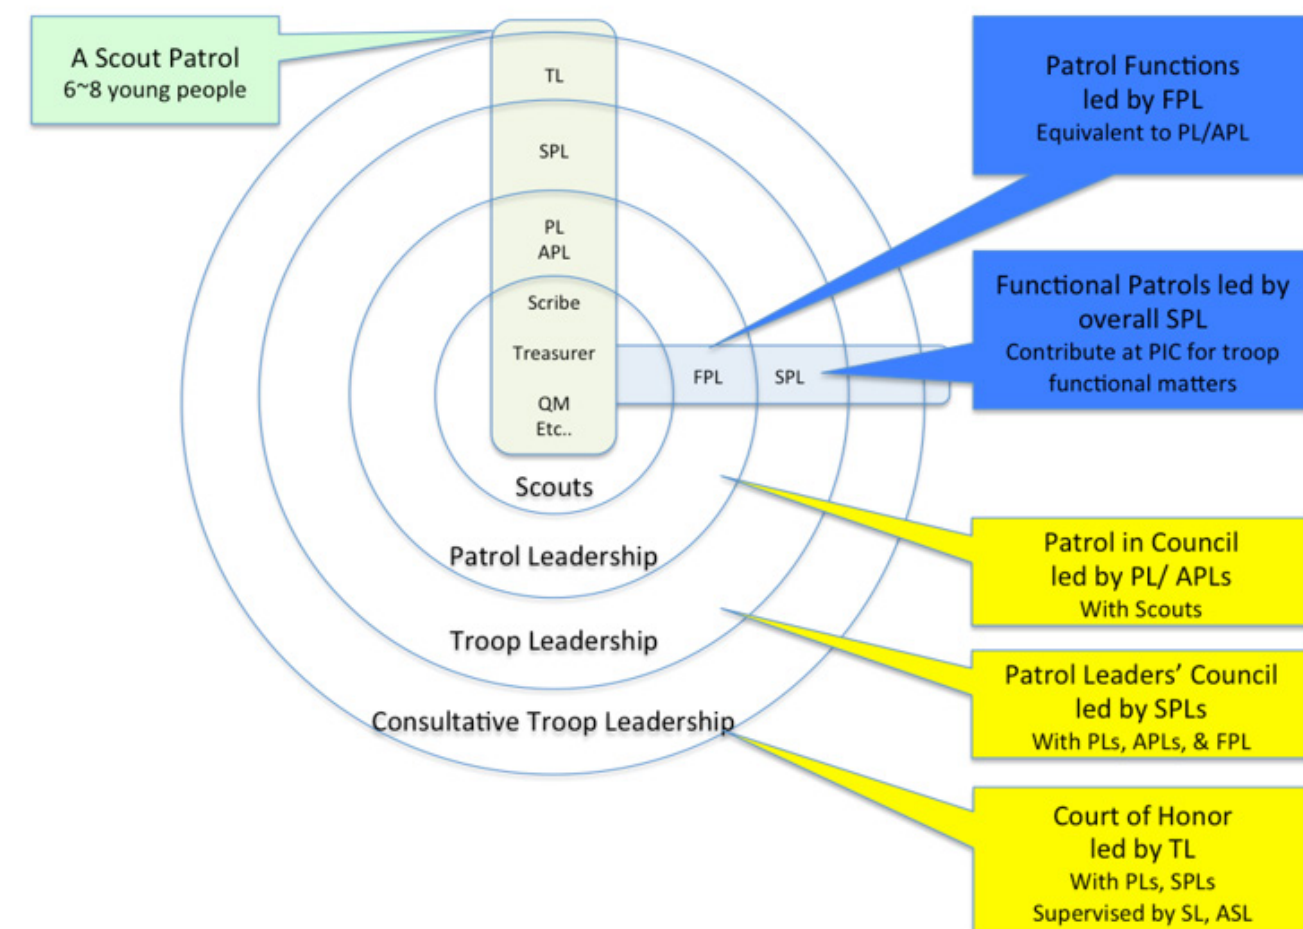 A Scout Patrol
6~8 young people
TL
SPL
PL
APL
Scribe
Treasurer
QM
Etc..
FPL
SPL
Scouts
Patrol Leadership
Troop Leadership
Consultative Troop Leadership
Patrol Functions
led by FPL
Equivalent to PL/APL
Functional Patrols led by
overall SPL
Contribute at PIC for troop
functional matters
Patrol in Council
led by PL/ APLs
With Scouts
Patrol Leaders’ Council
led by SPLs
With PLs, APLs, & FPL
Court of Honor
led by TL
With PLs, SPLs
Supervised by SL, ASL